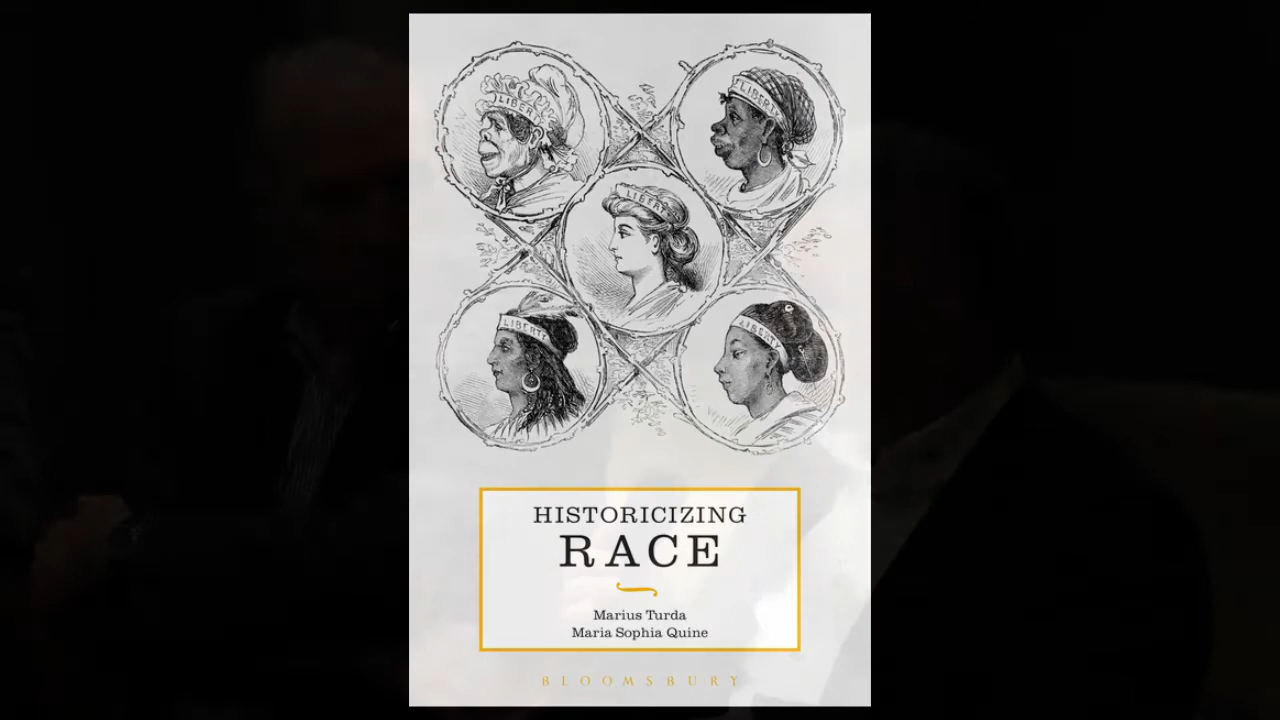 LIBERTY
LIBERTY
LIBERTY
LIBERTY
LIBERTY
HISTORICIZING
RACE
Marius Turda
Maria Sophia Quine
BLOOMSBURY